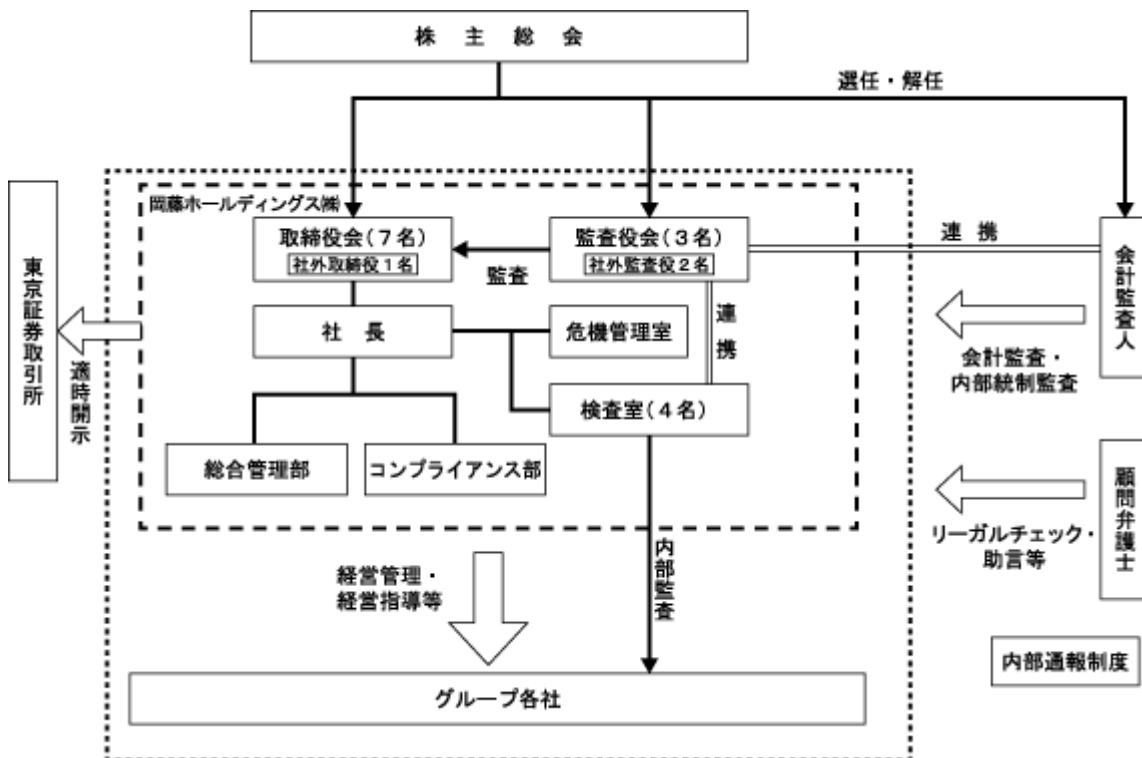 株主総会
選任・解任
岡藤ホールディングス㈱
取締役会(7名)
社外取締役1名
監査
監査役会(3名)
社外監査役2名
連携
会計監査人
東京証券取引所
適時開示
社長
危機管理室
連携
会計監査・
内部統制監査
検査室(4名)
総合管理部
コンプライアンス部
顧問弁護士
リーガルチェック・
助言等
経営管理・
経営指導等
内部監査
内部通報制度
グループ各社